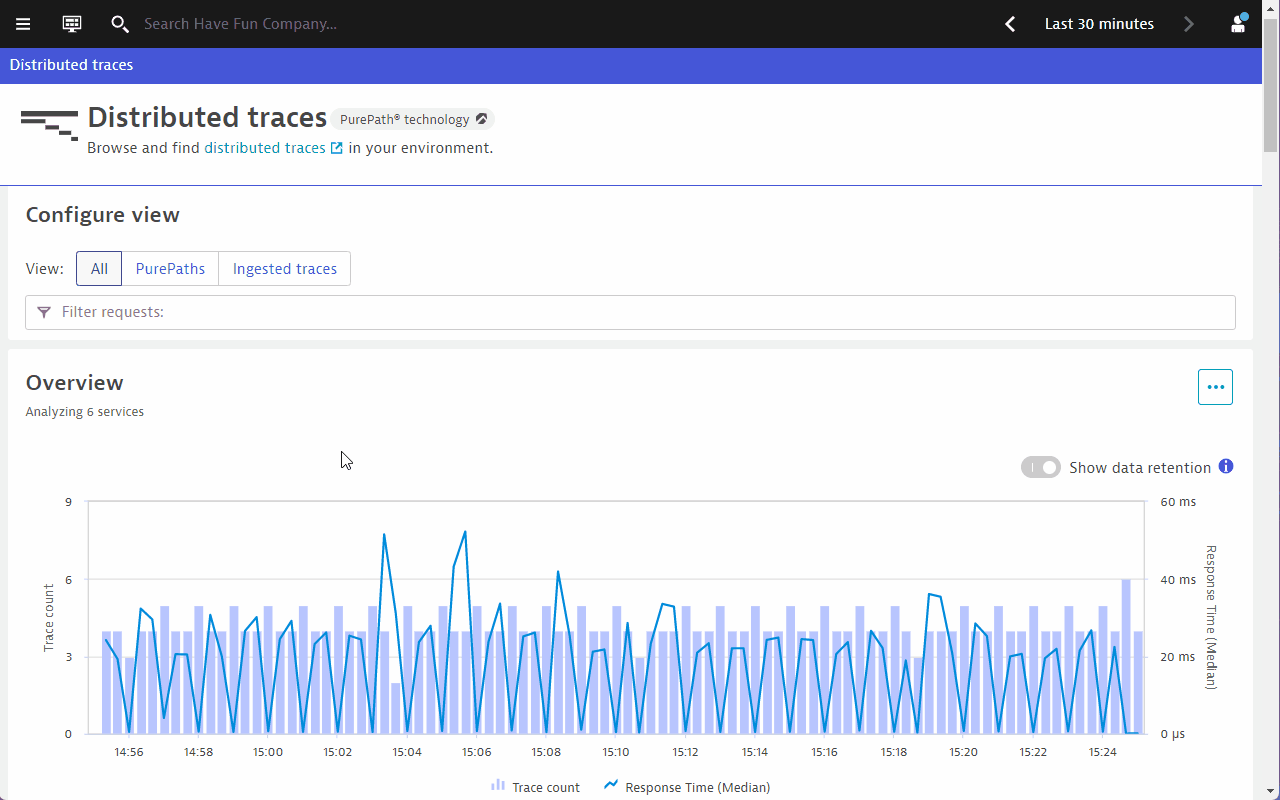 Search Have Fun Company...
Last 30 minutes
Distributed traces
Distributed traces PurePath® technology
Browse and find distributed traces in your environment.
Configure view
View: All PurePaths Ingested traces
Filter requests:
Overview
...
Analyzing 6 services
Show data retention i
9 60 ms
6 40 ms
3 20 ms
0 0 µs
Trace count
Response Time (Median)
14:56 14:58 15:00 15:02 15:04 15:06 15:08 15:10 15:12 15:14 15:16 15:18 15:20 15:22 15:24
Trace count Response Time (Median)